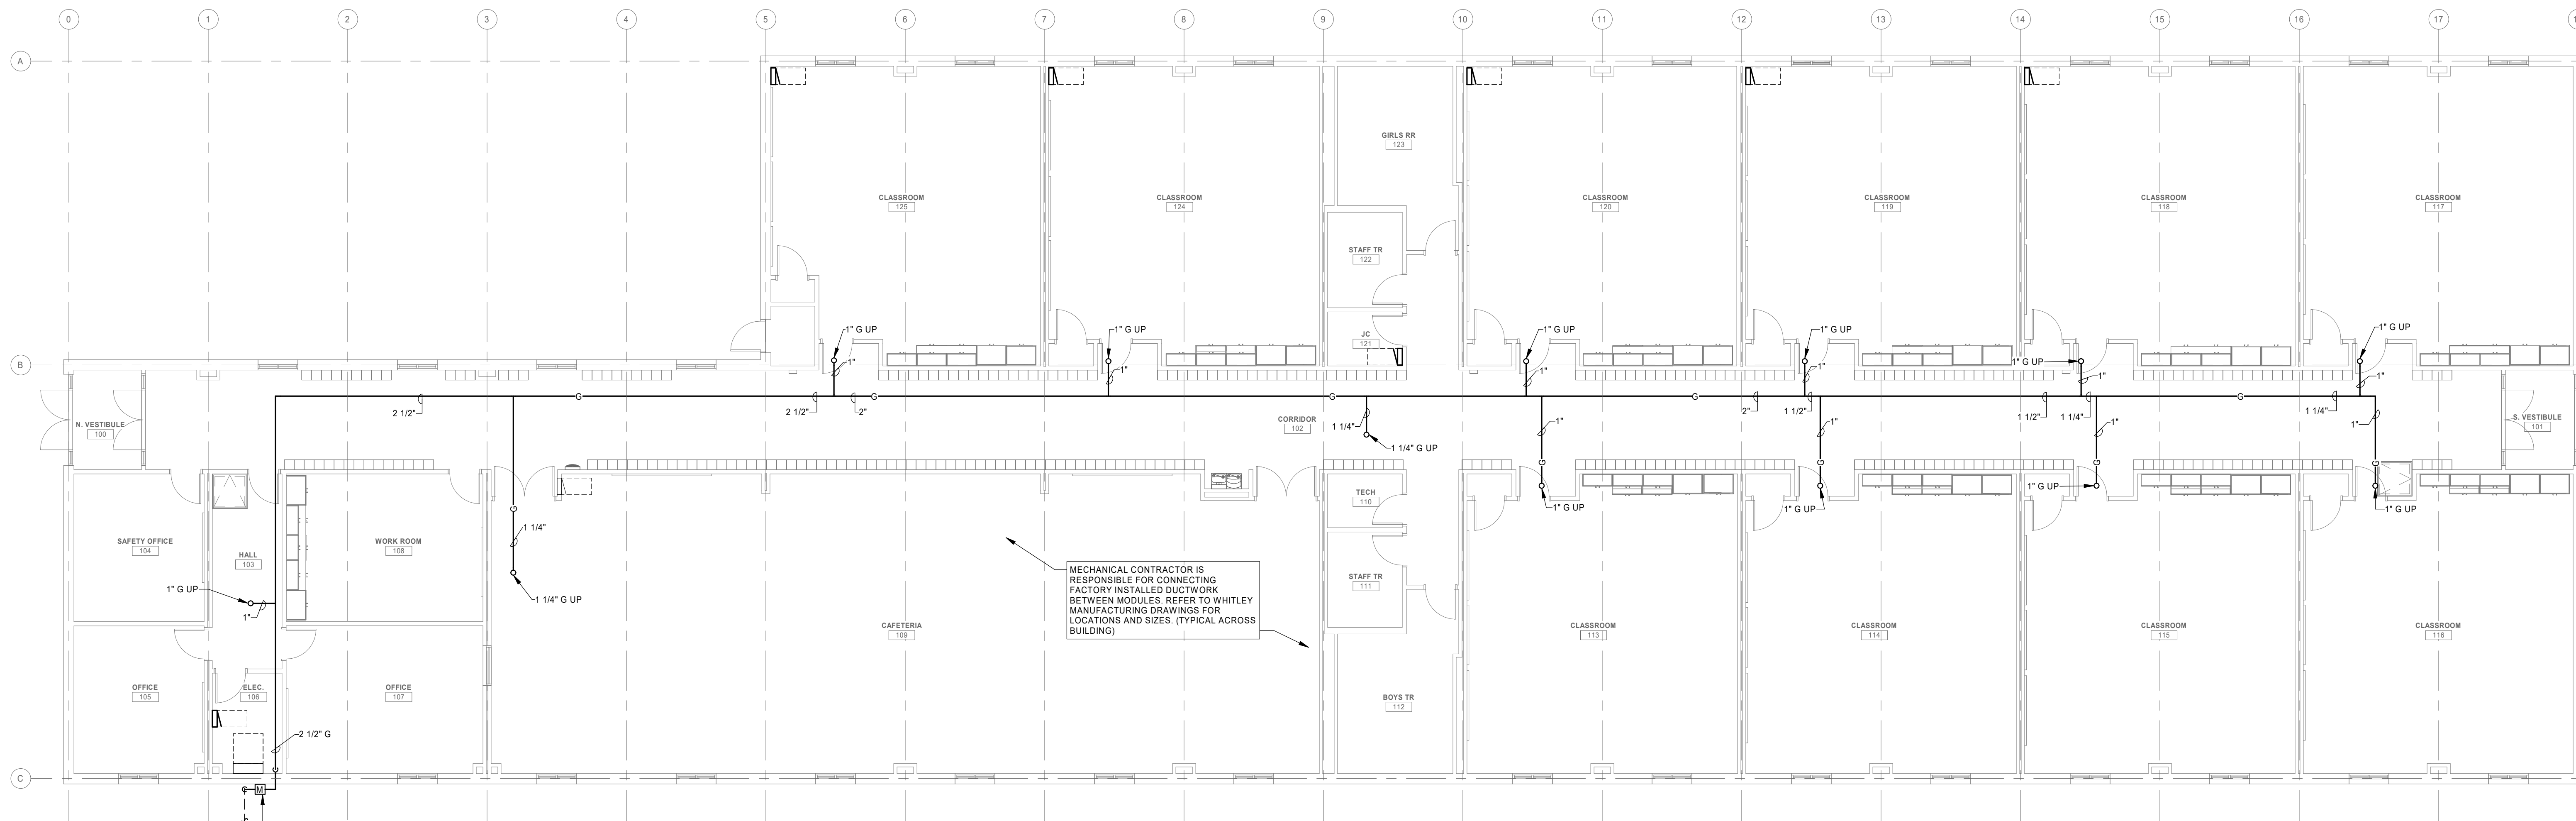 0 1 2 3 4 5 6 7 8 9 10 11 12 13 14 15 16 17
A
GIRLS RR
123
CLASSROOM
125
CLASSROOM
124
CLASSROOM
120
CLASSROOM
119
CLASSROOM
118
CLASSROOM
117
STAFF TR
122
JC
121
1" G UP
1" G UP
1" G UP
1" G UP
1" G UP
1" G UP
B
1"
1"
1"
1"
1"
1"
G G G G G
2 1/2"
2 1/2"
2"
2"
1 1/2"
1 1/2"
1 1/4"
1 1/4"
N. VESTIBULE
100
CORRIDOR
102
1 1/4"
1 1/4" G UP
1"
1"
1"
1"
S. VESTIBULE
101
G G G G
1" G UP
1" G UP
1" G UP
1" G UP
TECH
110
G
1 1/4"
1 1/4" G UP
SAFETY OFFICE
104
HALL
103
WORK ROOM
108
1" G UP
1"
MECHANICAL CONTRACTOR IS
RESPONSIBLE FOR CONNECTING
FACTORY INSTALLED DUCTWORK
BETWEEN MODULES. REFER TO WHITLEY
MANUFACTURING DRAWINGS FOR
LOCATIONS AND SIZES. (TYPICAL ACROSS
BUILDING)
STAFF TR
111
CAFETERIA
109
CLASSROOM
113
CLASSROOM
114
CLASSROOM
115
CLASSROOM
116
OFFICE
105
ELEC.
106
OFFICE
107
BOYS TR
112
2 1/2" G
G
C
M